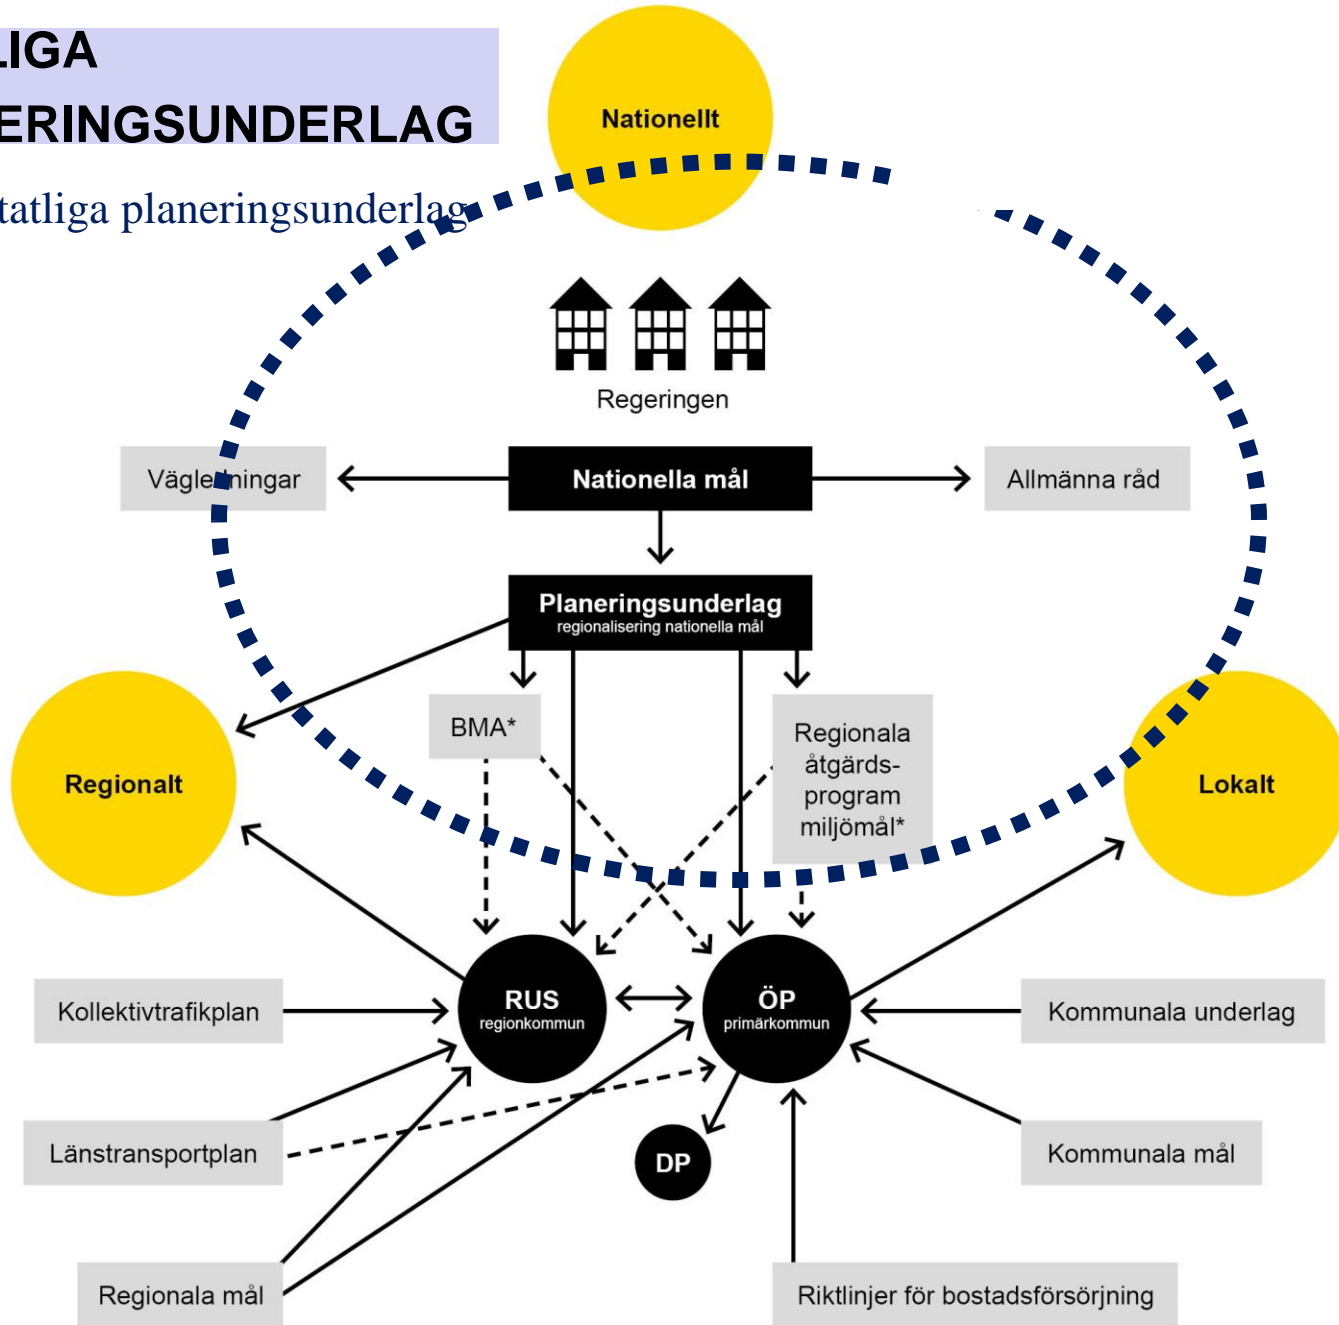 LIGA
ERINGSUNDERLAG
tatliga planeringsunderlag
Nationellt
Regeringen
Vägledningar
Nationella mål
Allmänna råd
Planeringsunderlag
regionalisering nationella mål
BMA*
Regionala
åtgärds-
program
miljömål*
Regionalt
Lokalt
RUS
regionkommun
ÖP
primärkommun
Kollektivtrafikplan
Kommunala underlag
Länstransportplan
DP
Kommunala mål
Regionala mål
Riktlinjer för bostadsförsörjning